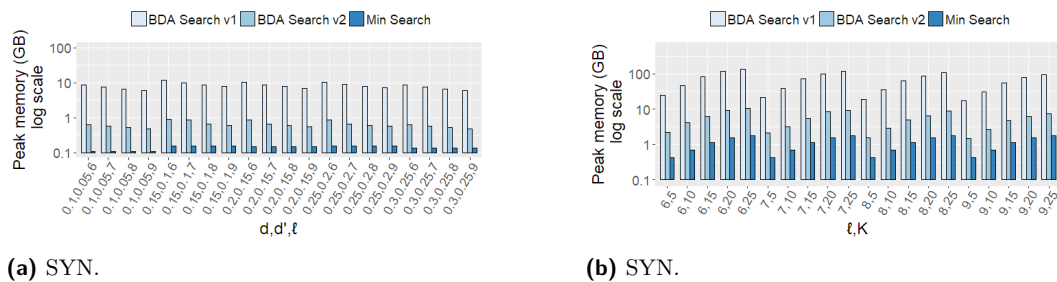 BDA Search v1 BDA Search v2 Min Search
Peak memory (GB)
log scale
100
10
1
0.1
0.1,0.05,6 0.1,0.05,7 0.1,0.05,8 0.1,0.05,9 0.15,0.1,6 0.15,0.1,7 0.15,0.1,8 0.15,0.1,9 0.2,0.15,6 0.2,0.15,7 0.2,0.15,8 0.2,0.15,9 0.25,0.2,6 0.25,0.2,7 0.25,0.2,8 0.25,0.2,9 0.3,0.25,6 0.3,0.25,7 0.3,0.25,8 0.3,0.25,9
d,d',ℓ
(a) SYN.
BDA Search v1 BDA Search v2 Min Search
Peak memory (GB)
log scale
100
10
1
0.1
6,5 6,10 6,15 6,20 6,25 7,5 7,10 7,15 7,20 7,25 8,5 8,10 8,15 8,20 8,25 9,5 9,10 9,15 9,20 9,25
ℓ,K
(b) SYN.